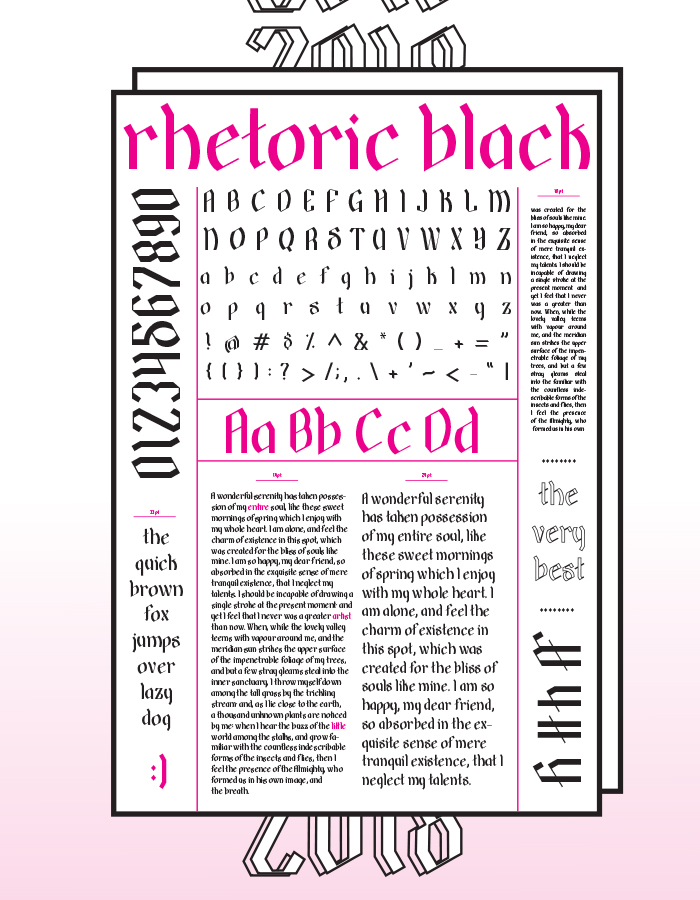 2018
rhetoric black
0123456789
A B C D E F G H I J K L M
N O P Q R S T U V W X Y Z
a b c d e f g h i j k l m n
o p q r s t u v w x y z
! @ # $ % ^ & * ( ) _ + = "
{ ( ) } : ? > / ; , . \ + ' ~ < - " |
Aa Bb Cc Dd
the
quick
brown
fox
jumps
over
lazy
dog
:)
14pt
A wonderful serenity has taken posses-
sion of my entire soul, like these sweet
mornings of spring which I enjoy with
my whole heart. I am alone, and feel the
charm of existence in this spot, which
was created for the bliss of souls like
mine. I am so happy, my dear friend, so
absorbed in the exquisite sense of mere
tranquil existence, that I neglect my
talents. I should be incapable of drawing a
single stroke at the present moment and
yet I feel that I never was a greater artist
than now. When, while the lovely valley
teems with vapour around me, and the
meridian sun strikes the upper surface
of the impenetrable foliage of my trees,
and but a few stray gleams steal into the
inner sanctuary, I throw myself down
among the tall grass by the trickling
stream and, as I lie close to the earth,
a thousand unknown plants are noticed
by me: when I hear the buzz of the little
world among the stalks, and grow fa-
miliar with the countless indescribable
forms of the insects and flies, then I
feel the presence of the Almighty, who
formed us in his own image, and
the breath.
24pt
A wonderful serenity
has taken possession
of my entire soul, like
these sweet mornings
of spring which I enjoy
with my whole heart. I
am alone, and feel the
charm of existence in
this spot, which was
created for the bliss of
souls like mine. I am so
happy, my dear friend,
so absorbed in the ex-
quisite sense of mere
tranquil existence, that I
neglect my talents.
was created for the
bliss of souls like mine.
I am so happy, my dear
friend, so absorbed
in the exquisite sense
of mere tranquil ex-
istence, that I neglect
my talents. I should be
incapable of drawing
a single stroke at the
present moment and
yet I feel that I never
was a greater than
now. When, while the
lovely valley teems
with vapour around
me, and the meridian
sun strikes the upper
surface of the impen-
etrable foliage of my
trees, and but a few
stray gleams steal
into the familiar with
the countless inde-
scribable forms of the
insects and flies, then
I feel the presence
of the Almighty, who
formed us in his own
the
very
best
2018